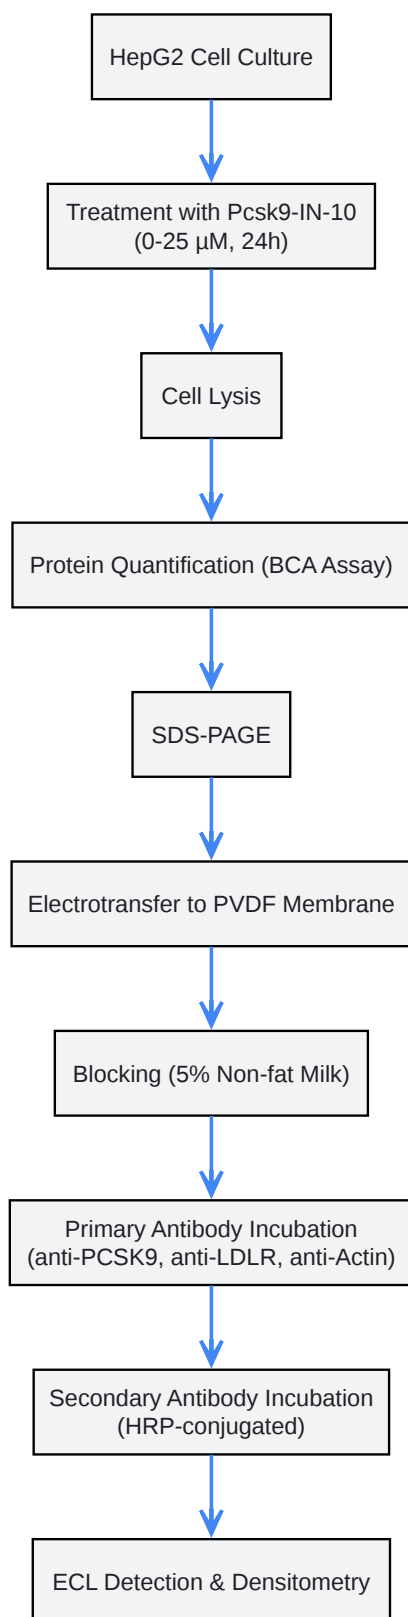 HepG2 Cell Culture
Treatment with Pcsk9-IN-10
(0-25 µM, 24h)
Cell Lysis
Protein Quantification (BCA Assay)
SDS-PAGE
Electrotransfer to PVDF Membrane
Blocking (5% Non-fat Milk)
Primary Antibody Incubation
(anti-PCSK9, anti-LDLR, anti-Actin)
Secondary Antibody Incubation
(HRP-conjugated)
ECL Detection & Densitometry